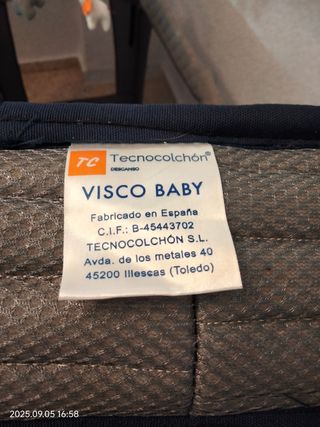 TC Tecnocolchón®
DESCANSO
VISCO BABY
Fabricado en España
C.I.F.: B-45443702
TECNOCOLCHÓN S.L.
Avda. de los metales 40
45200 Illescas (Toledo)
2025.09.05 16:58